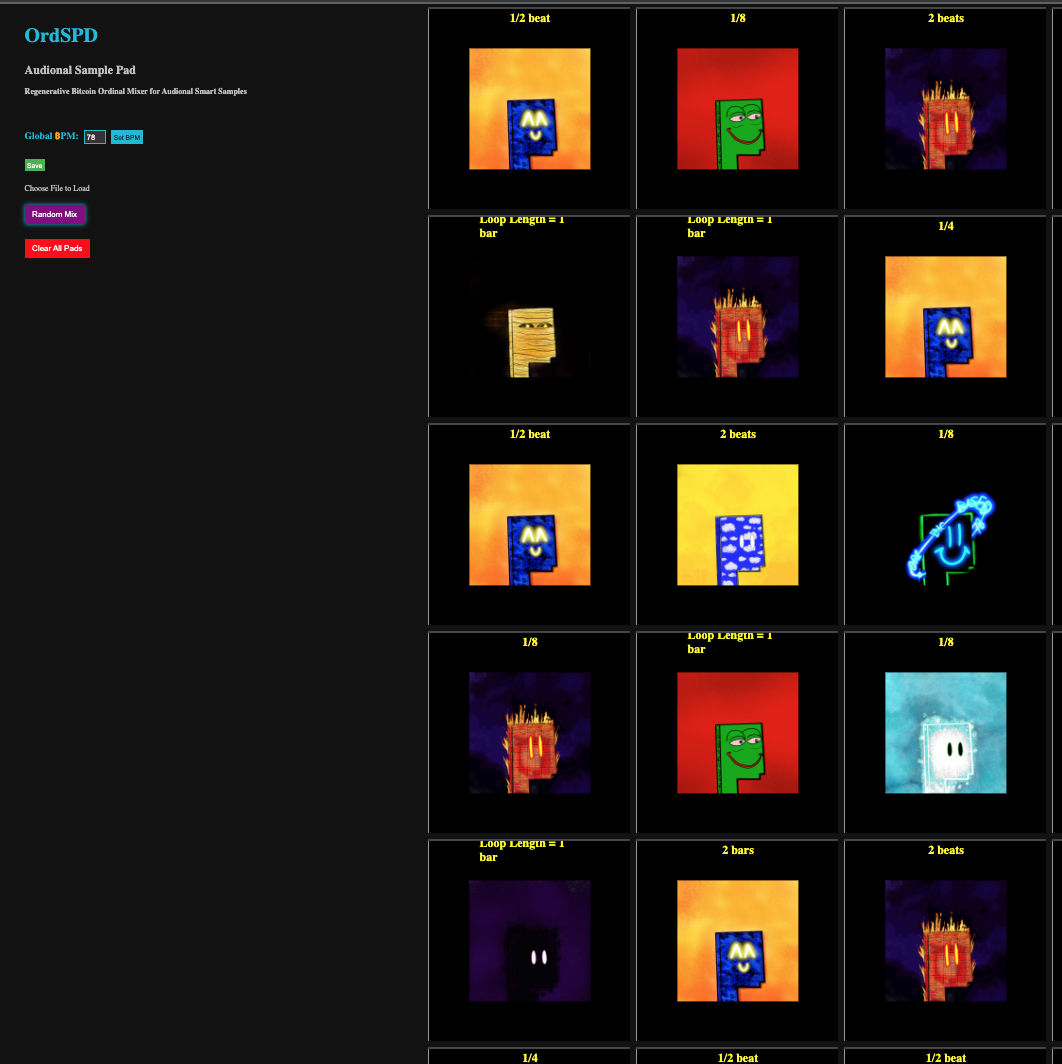 OrdSPD
Audional Sample Pad
Regenerative Bitcoin Ordinal Mixer for Audional Smart Samples
Global ₿PM: 78 Set BPM
Save
Choose File to Load
Random Mix
Clear All Pads
1/2 beat
1/8
2 beats
Loop Length = 1
bar
Loop Length = 1
bar
1/4
1/2 beat
2 beats
1/8
1/8
Loop Length = 1
bar
1/8
Loop Length = 1
bar
2 bars
2 beats
1/4
1/2 beat
1/2 beat